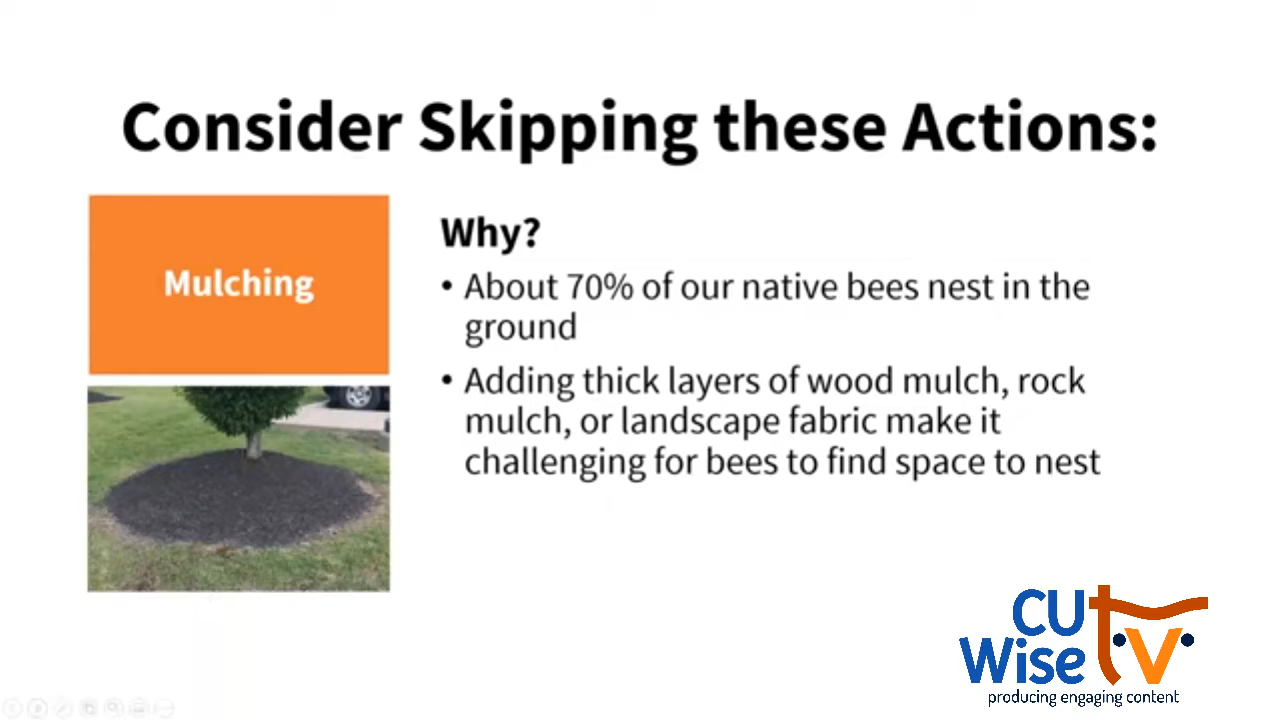 Consider Skipping these Actions:
Mulching
Why?
• About 70% of our native bees nest in the
ground
• Adding thick layers of wood mulch, rock
mulch, or landscape fabric make it
challenging for bees to find space to nest
CU
Wise tv
producing engaging content